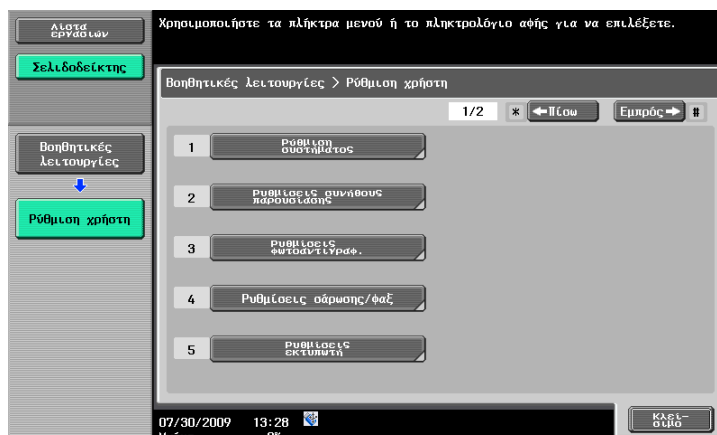 Λίστα
εργασιών
Χρησιμοποιήστε τα πλήκτρα μενού ή το πληκτρολόγιο αφής για να επιλέξετε.
Σελιδοδείκτης
Βοηθητικές λειτουργίες > Ρύθμιση χρήστη
1/2 * ←Πίσω Εμπρός→ #
Βοηθητικές
λειτουργίες
Ρύθμιση χρήστη
1 Ρύθμιση
συστήματος
2 Ρυθμίσεις συνήθους
παρουσίασης
3 Ρυθμίσεις
φωτοαντιγραφ.
4 Ρυθμίσεις σάρωσης/φαξ
5 Ρυθμίσεις
εκτυπωτή
07/30/2009 13:28
Κλεί-
σιμο